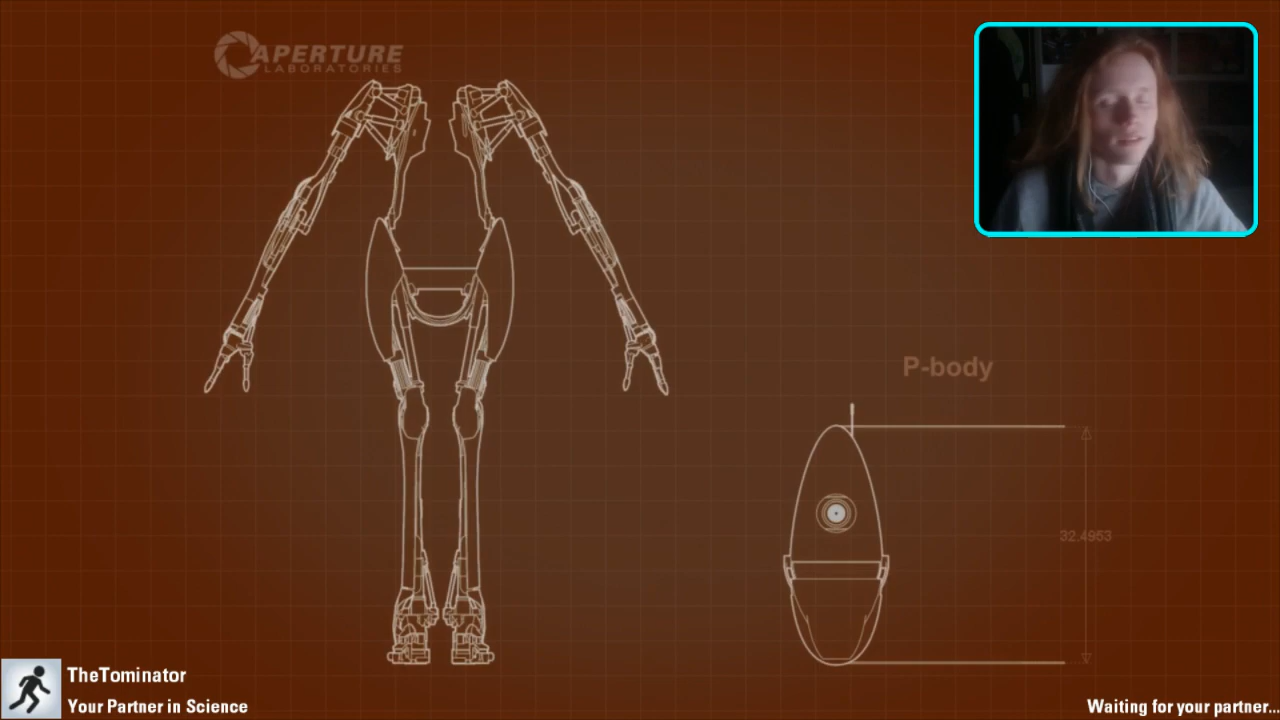 APERTURE
LABORATORIES
P-body
32.4953
TheTominator
Your Partner in Science
Waiting for your partner...